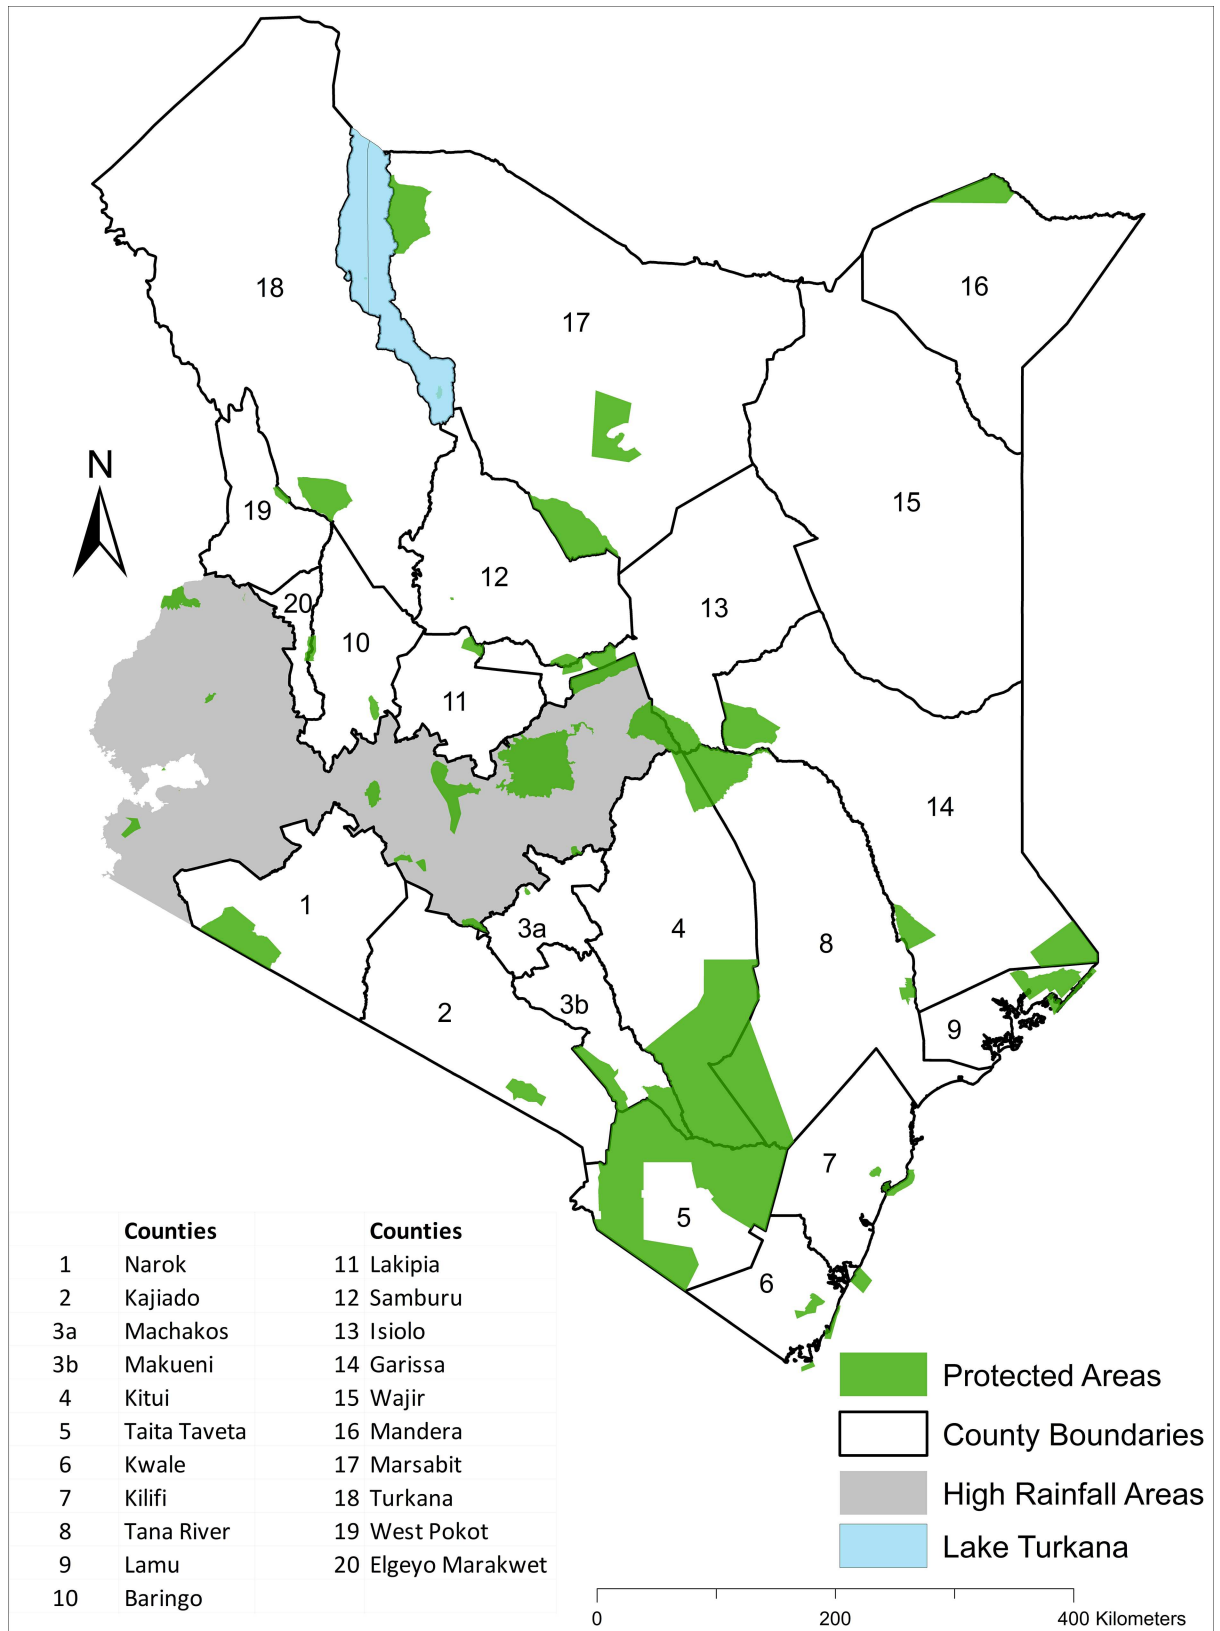 18
17
16
N
19
15
12
20
13
10
11
14
1
3a
4
8
3b
2
9
7
5
6
Counties Counties
1 Narok 11 Lakipia
2 Kajiado 12 Samburu
3a Machakos 13 Isiolo
3b Makueni 14 Garissa
4 Kitui 15 Wajir
5 Taita Taveta 16 Mandera
6 Kwale 17 Marsabit
7 Kilifi 18 Turkana
8 Tana River 19 West Pokot
9 Lamu 20 Elgeyo Marakwet
10 Baringo
Protected Areas
County Boundaries
High Rainfall Areas
Lake Turkana
0 200 400 Kilometers